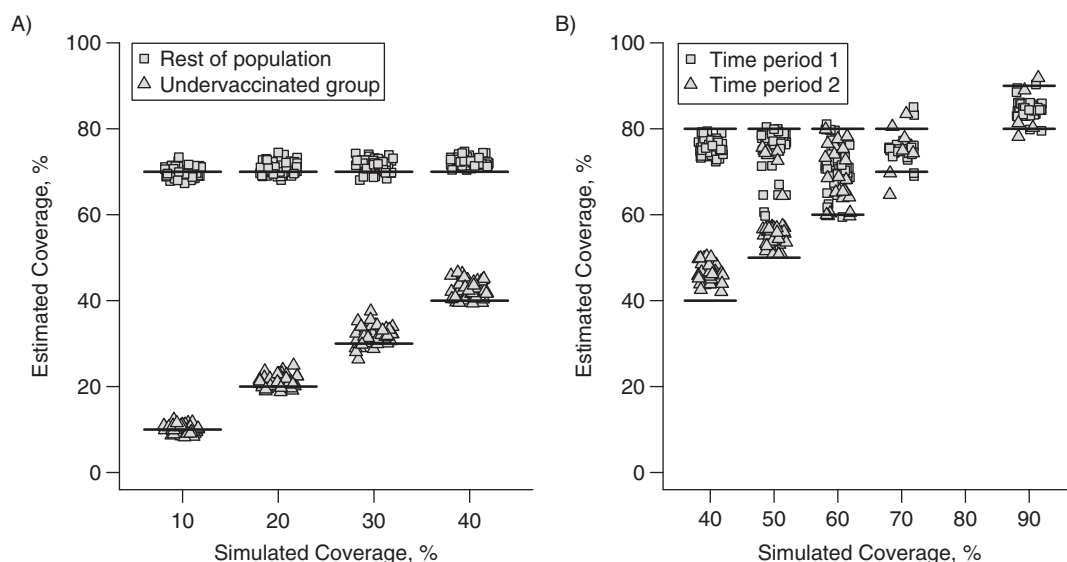 A)
Rest of population
Undervaccinated group
Estimated Coverage, %
100
80
60
40
20
0
10 20 30 40
Simulated Coverage, %
B)
Time period 1
Time period 2
Estimated Coverage, %
100
80
60
40
20
0
40 50 60 70 80 90
Simulated Coverage, %